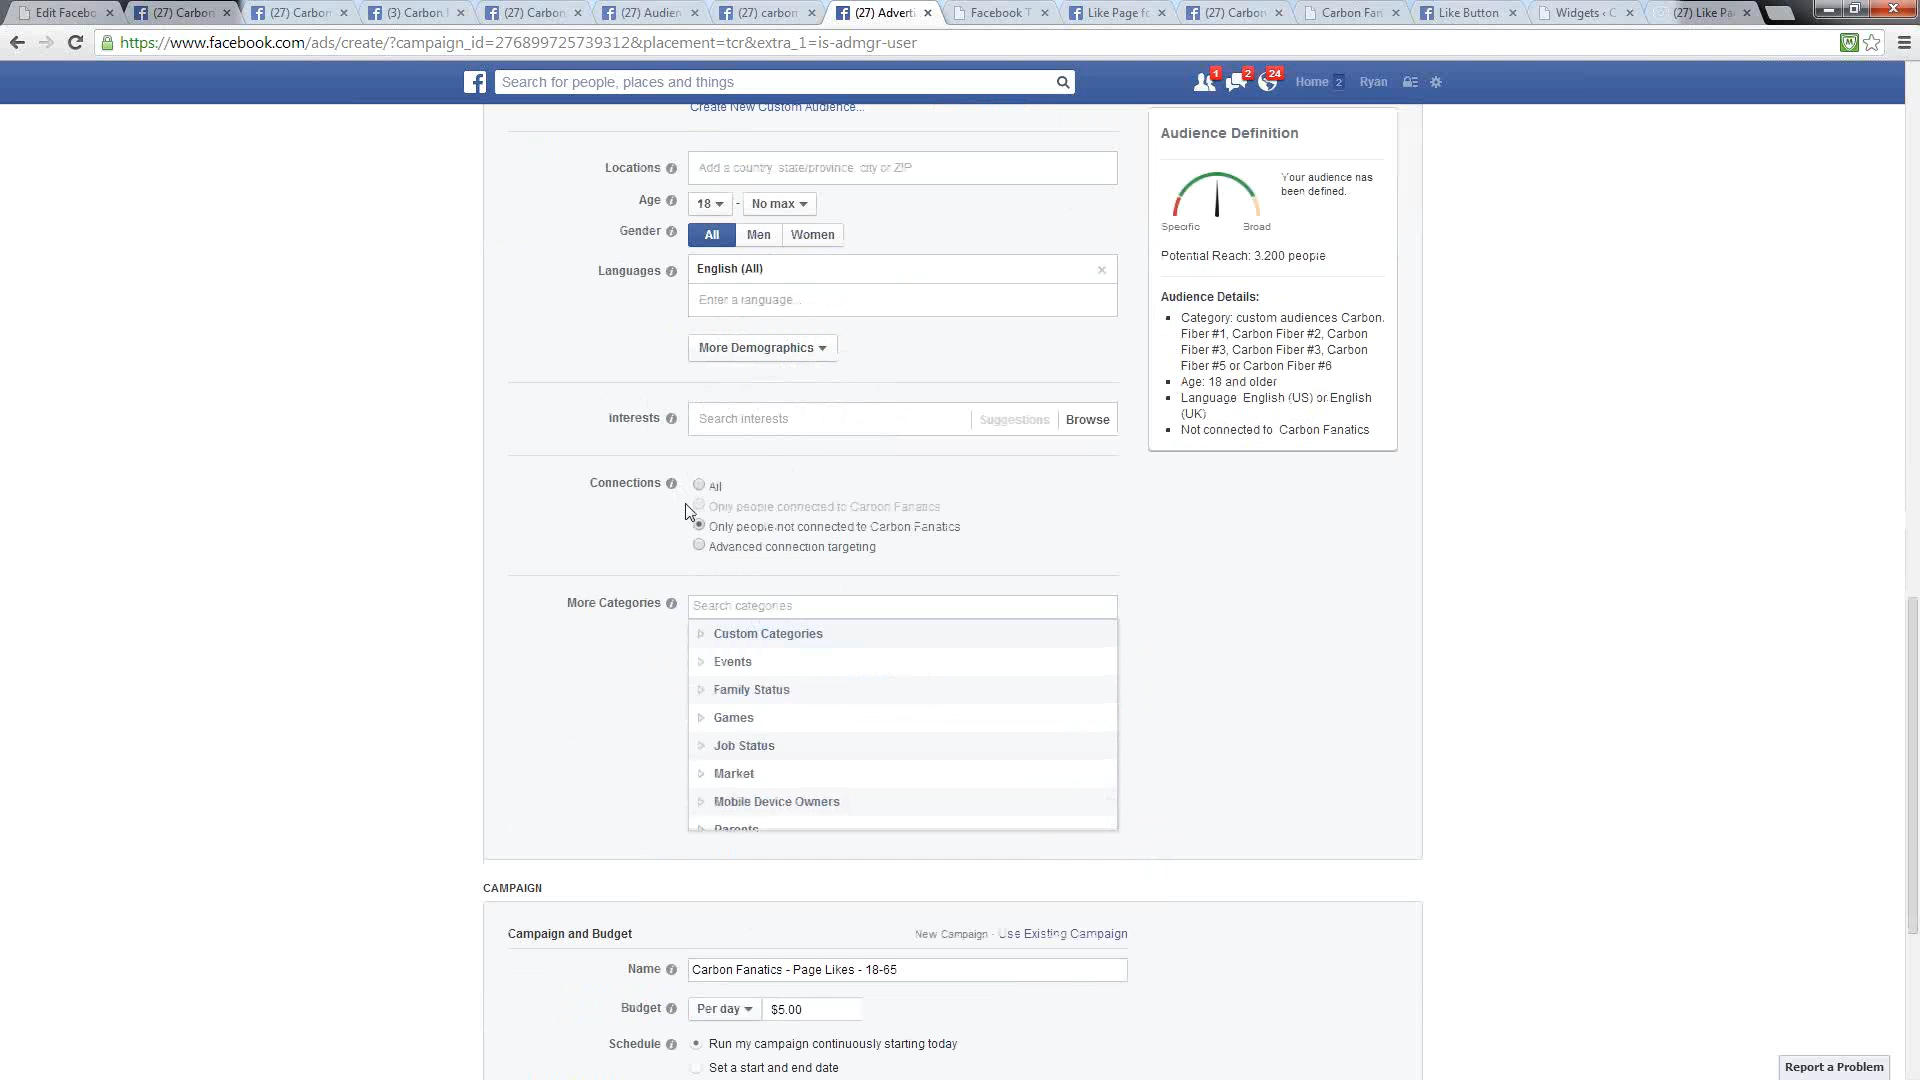 Edit Facebo
(27) Carbon
(27) Carbon
(3) Carbon
(27) Carbon
(27) Audien
(27) carbon
(27) Adverti
Facebook T
Like Page fo
(27) Carbon
Carbon Fan
Like Button
Widgets ‹ C
(27) Like Pa
https://www.facebook.com/ads/create/?campaign_id=276899725739312&placement=tcr&extra_1=is-admgr-user
Search for people, places and things
1
2
24
Home 2
Ryan
Create New Custom Audience...
Locations
Add a country, state/province, city or ZIP
Age
18 - No max
Gender
All Men Women
Languages
English (All)
Enter a language...
More Demographics
Interests
Search interests
Suggestions
Browse
Connections
All
Only people connected to Carbon Fanatics
Only people not connected to Carbon Fanatics
Advanced connection targeting
More Categories
Search categories
Custom Categories
Events
Family Status
Games
Job Status
Market
Mobile Device Owners
Parents
Audience Definition
Your audience has
been defined.
Specific Broad
Potential Reach: 3,200 people
Audience Details:
Category: custom audiences Carbon
Fiber #1, Carbon Fiber #2, Carbon
Fiber #3, Carbon Fiber #3, Carbon
Fiber #5 or Carbon Fiber #6
Age: 18 and older
Language: English (US) or English
(UK)
Not connected to Carbon Fanatics
CAMPAIGN
Campaign and Budget
New Campaign · Use Existing Campaign
Name
Carbon Fanatics - Page Likes - 18-65
Budget
Per day $5.00
Schedule
Run my campaign continuously starting today
Set a start and end date
Report a Problem